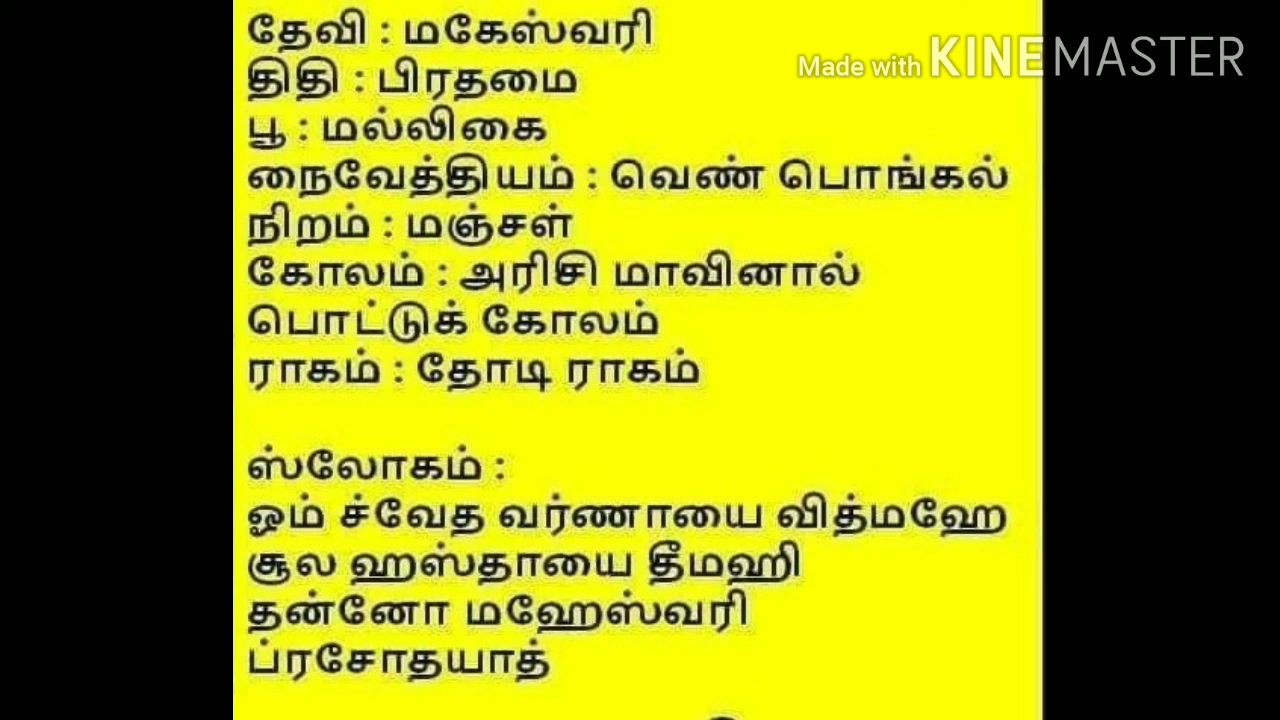 தேவி : மகேஸ்வரி
Made with KINEMASTER
திதி : பிரதமை
பூ : மல்லிகை
நைவேத்தியம் : வெண் பொங்கல்
நிறம் : மஞ்சள்
கோலம் : அரிசி மாவினால்
பொட்டுக் கோலம்
ராகம் : தோடி ராகம்
ஸ்லோகம் :
ஓம் ச்வேத வர்ணாயை வித்மஹே
சூல ஹஸ்தாயை தீமஹி
தன்னோ மஹேஸ்வரி
ப்ரசோதயாத்